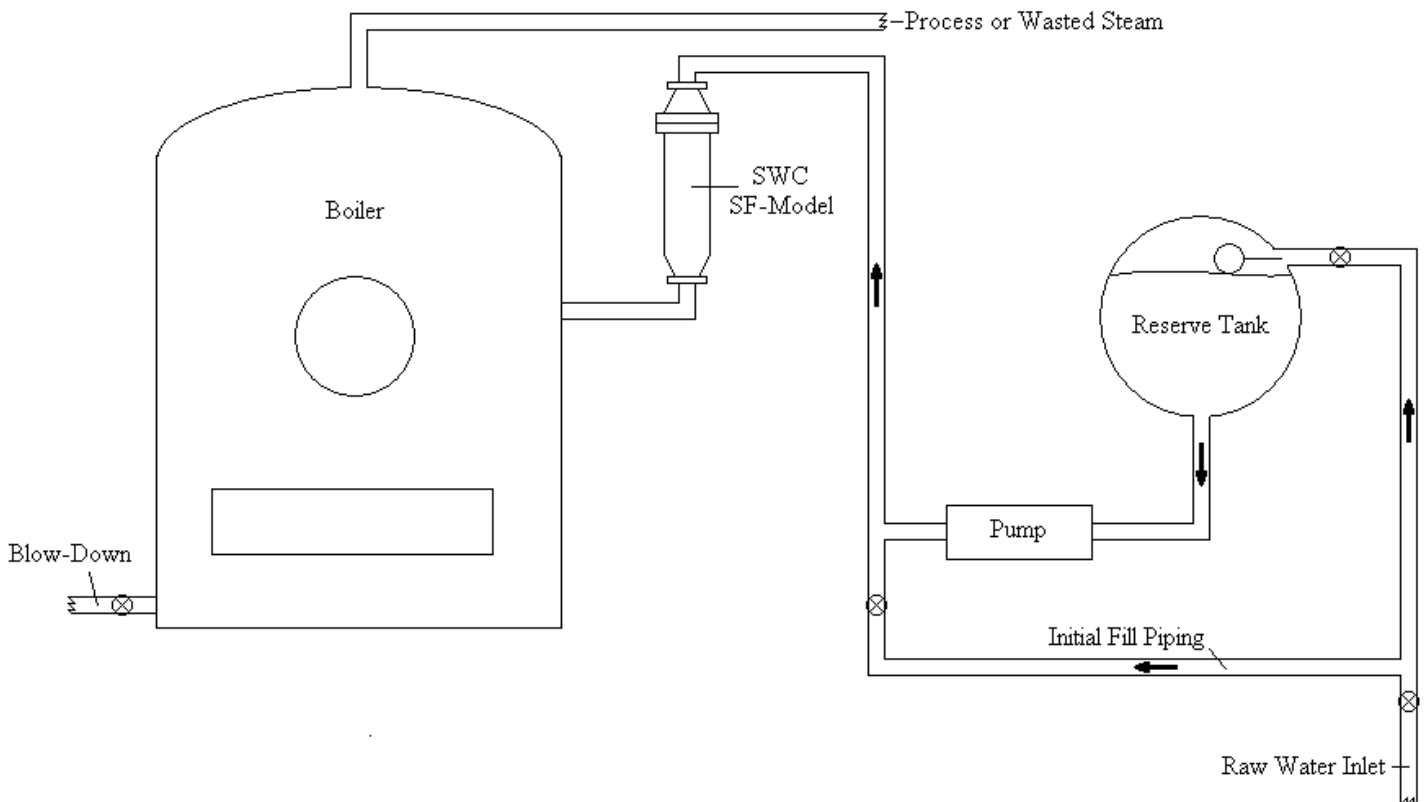 Process or Wasted Steam
SWC
SF-Model
Boiler
Reserve Tank
Pump
Blow-Down
Initial Fill Piping
Raw Water Inlet